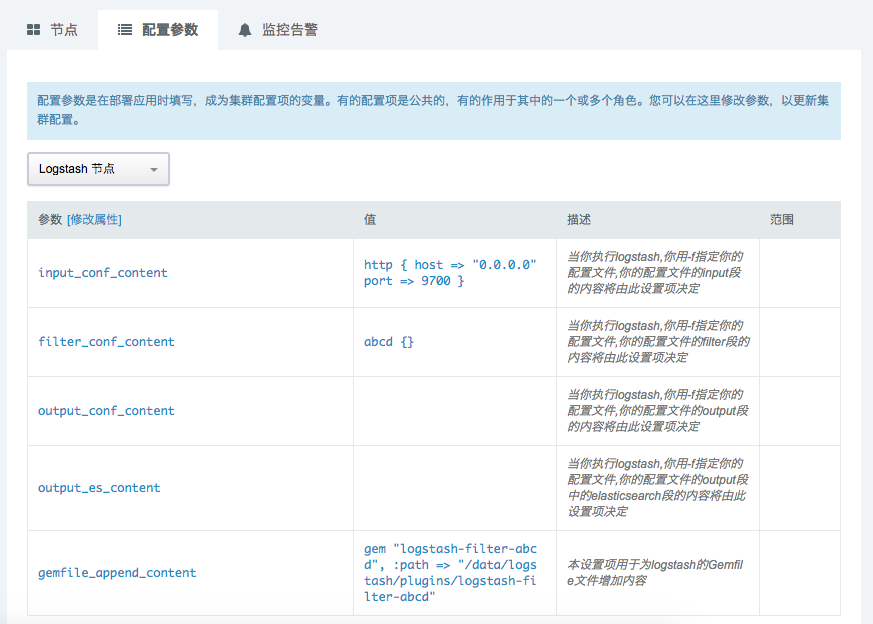 节点 配置参数 监控告警
配置参数是在部署应用时填写，成为集群配置项的变量。有的配置项是公共的，有的作用于其中的一个或多个角色。您可以在这里修改参数，以更新集
群配置。
Logstash 节点
参数 [修改属性] 值 描述 范围
input_conf_content
http { host => "0.0.0.0"
port => 9700 }
当你执行logstash,你用-f指定你的
配置文件,你的配置文件的input段
的内容将由此设置项决定
filter_conf_content
abcd {}
当你执行logstash,你用-f指定你的
配置文件,你的配置文件的filter段的
内容将由此设置项决定
output_conf_content
当你执行logstash,你用-f指定你的
配置文件,你的配置文件的output段
的内容将由此设置项决定
output_es_content
当你执行logstash,你用-f指定你的
配置文件,你的配置文件的output段
中的elasticsearch段的内容将由此
设置项决定
gemfile_append_content
gem "logstash-filter-abc
d", :path => "/data/logs
tash/plugins/logstash-fi
lter-abcd"
本设置项用于为logstash的Gemfil
e文件增加内容